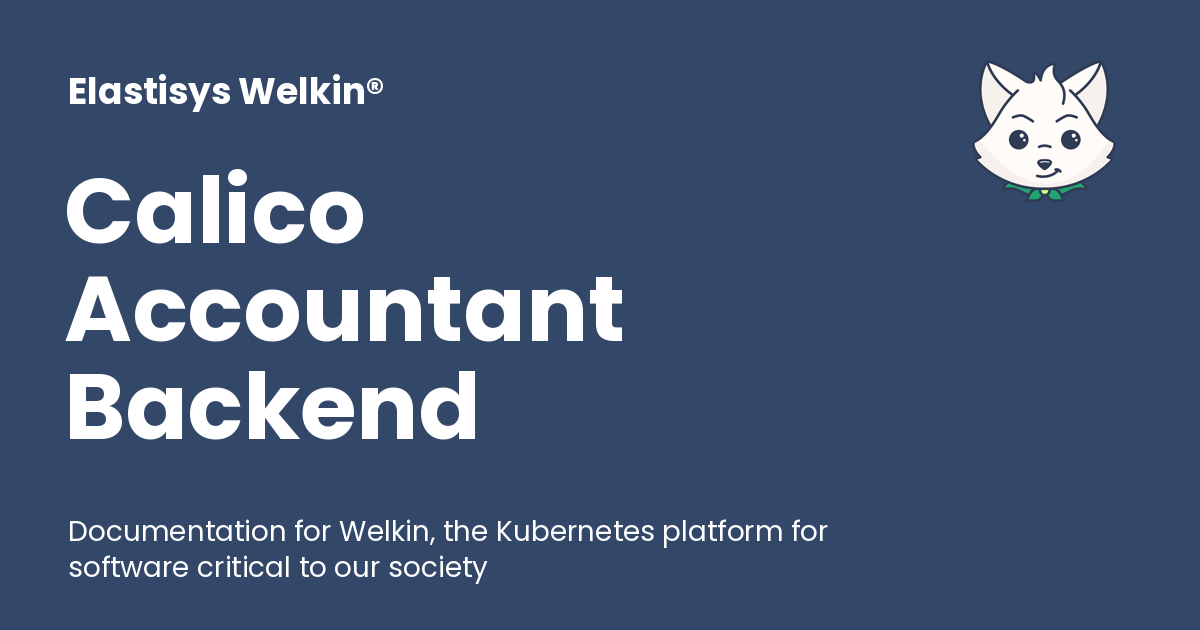 Elastisys Welkin®
Calico
Accountant
Backend
Documentation for Welkin, the Kubernetes platform for
software critical to our society